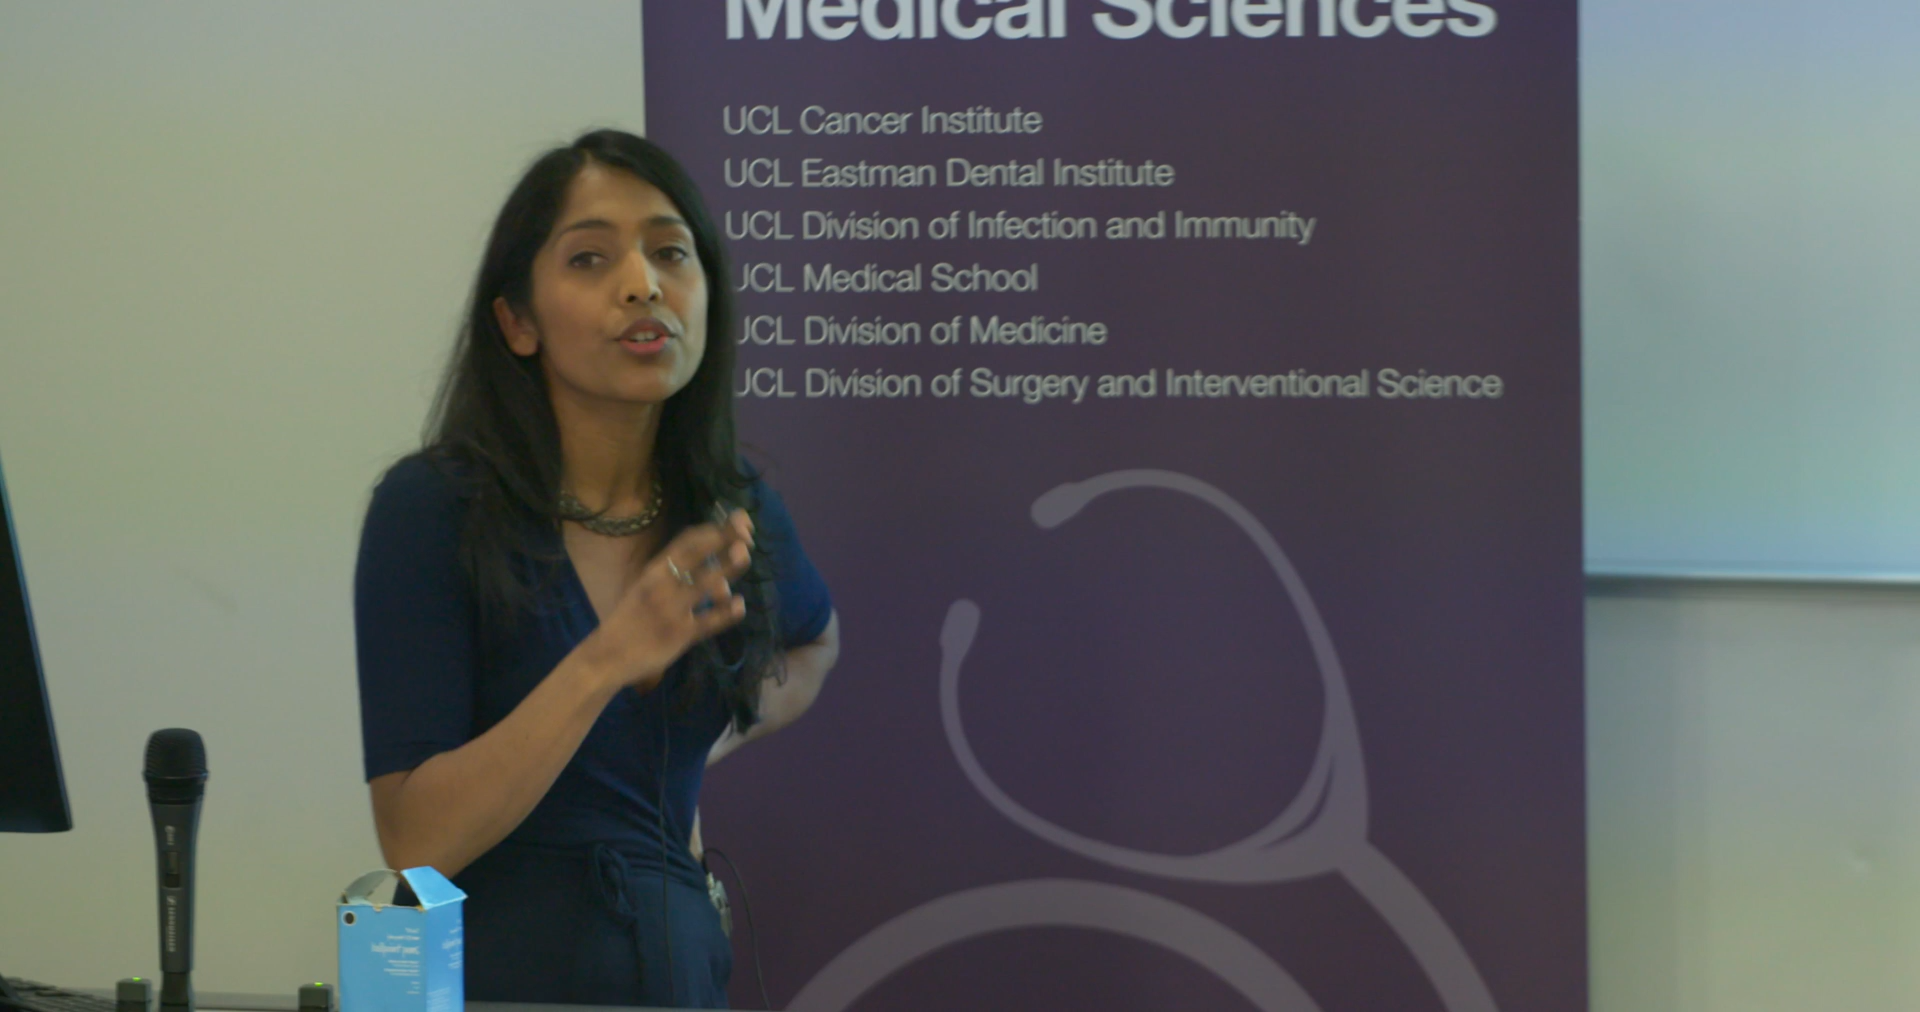 Medical Sciences
UCL Cancer Institute
UCL Eastman Dental Institute
UCL Division of Infection and Immunity
UCL Medical School
UCL Division of Medicine
UCL Division of Surgery and Interventional Science
SENNHEISER